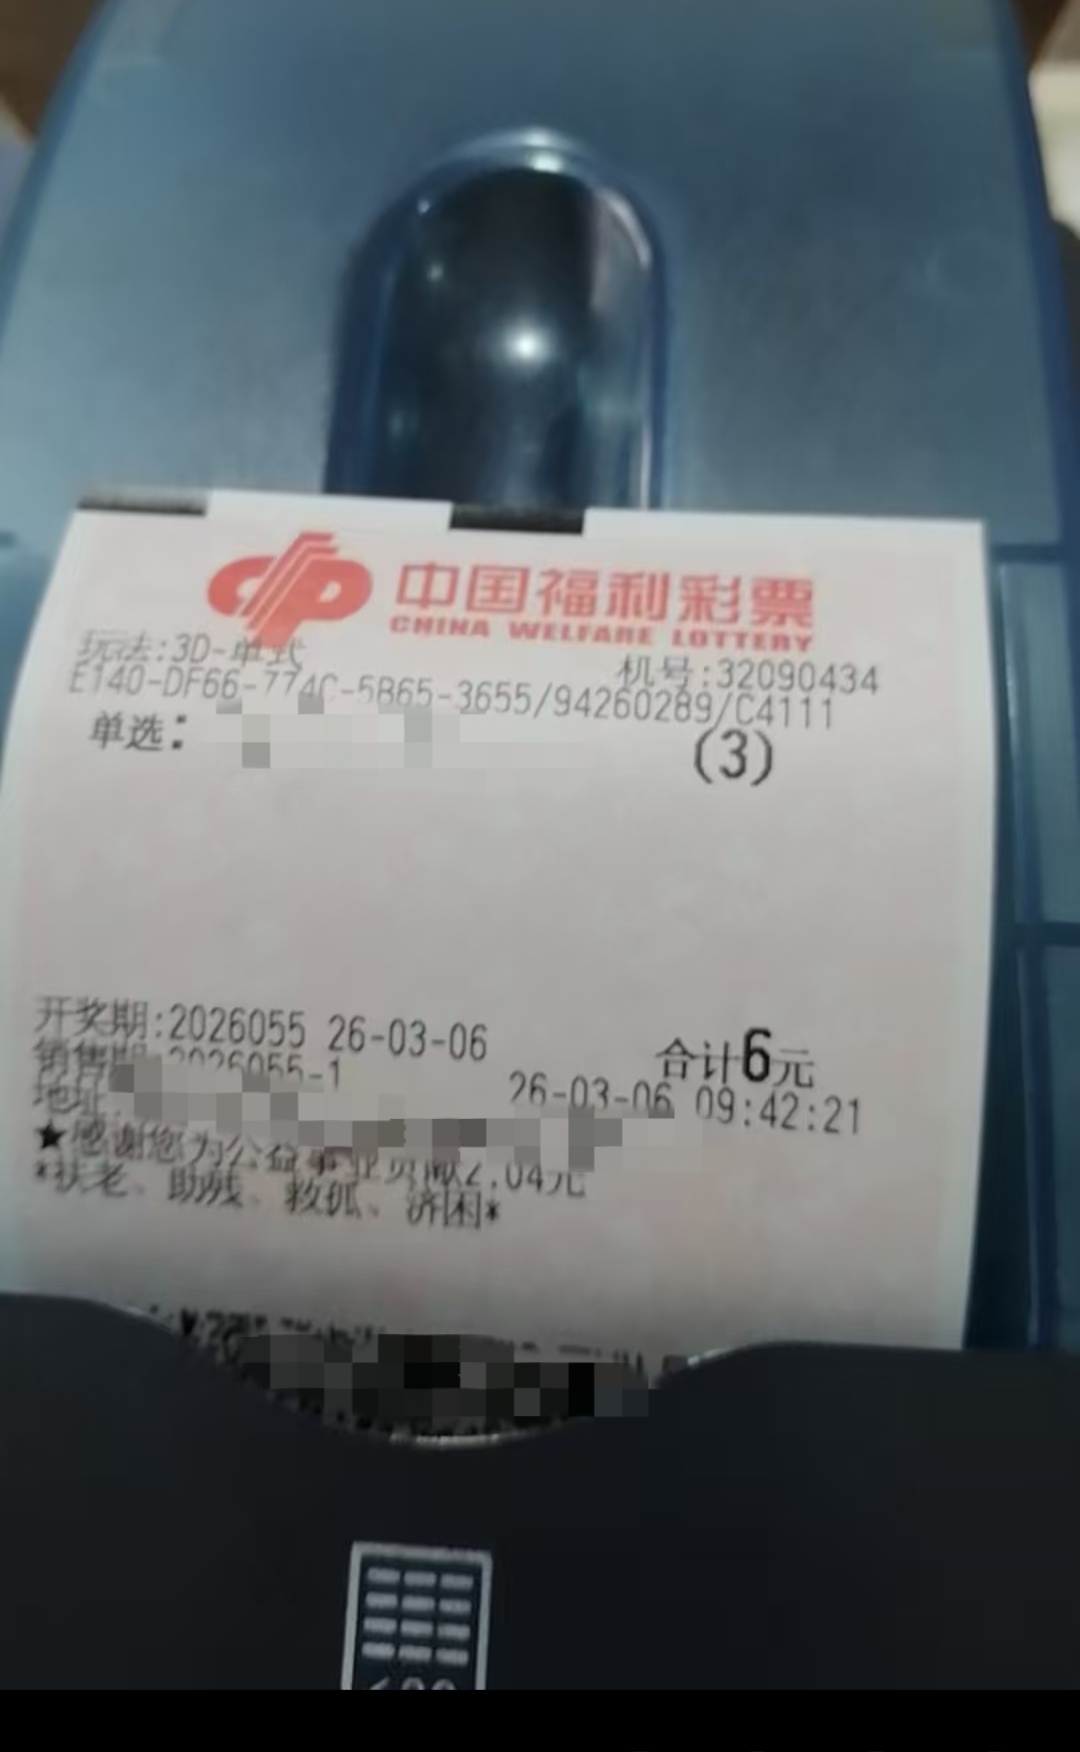 中国福利彩票
CHINA WELFARE LOTTERY
玩法:3D-单式
机号:32090434
E140-DF66-774C-5B65-3655/94260289/C4111
单选:
(3)
开奖期:2026055 26-03-06
合计6元
销售期:2026055-1
26-03-06 09:42:21
地址:
★感谢您为公益事业贡献2.04元
*扶老、助残、救孤、济困*